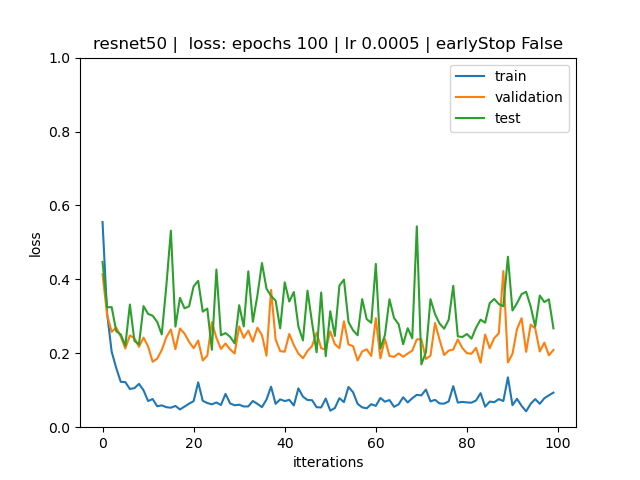 resnet50 |  loss: epochs 100 | lr 0.0005 | earlyStop False
1.0
train
validation
test
0.8
0.6
loss
0.4
0.2
0.0
0 20 40 60 80 100
itterations